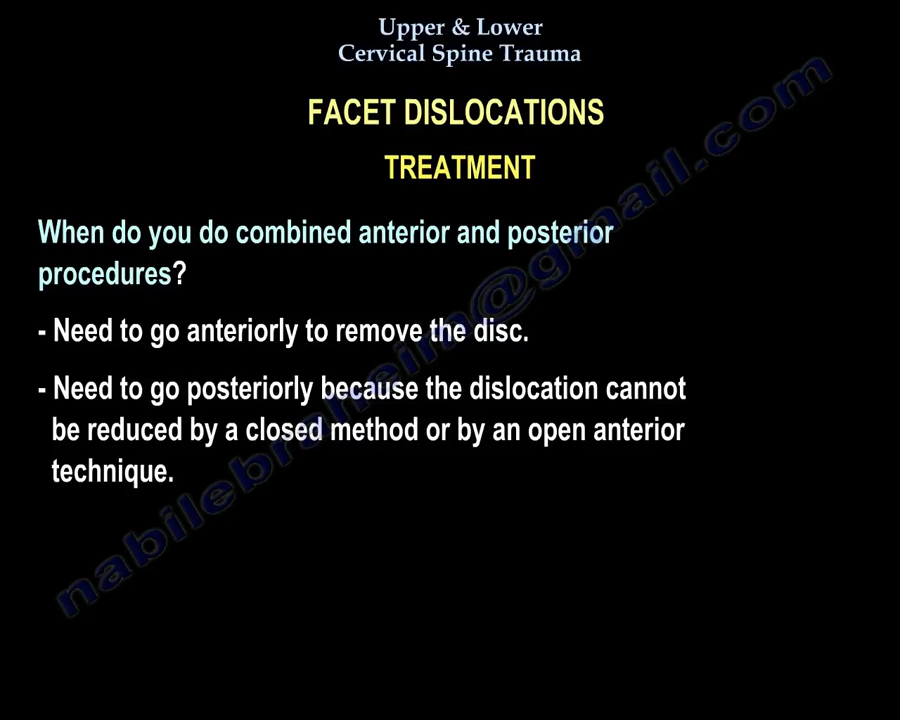 Upper & Lower
Cervical Spine Trauma
FACET DISLOCATIONS
TREATMENT
When do you do combined anterior and posterior
procedures?
- Need to go anteriorly to remove the disc.
- Need to go posteriorly because the dislocation cannot
be reduced by a closed method or by an open anterior
technique.
nabilebraheim@gmail.com